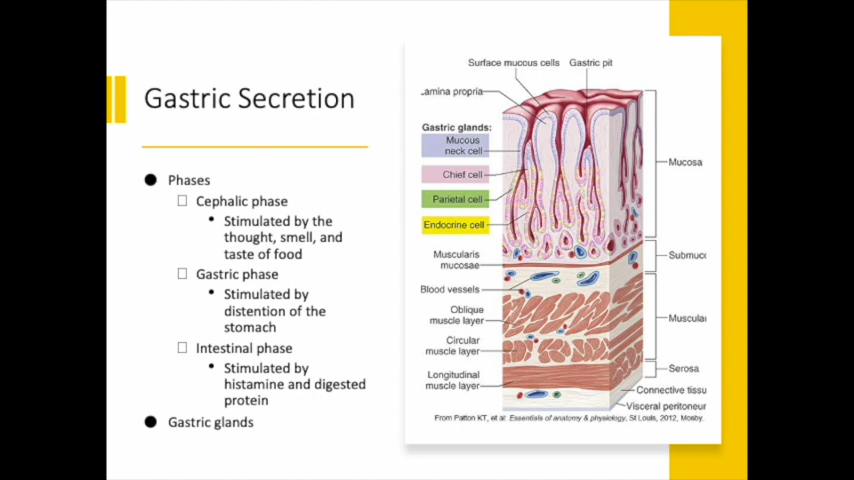 Gastric Secretion
Phases
Cephalic phase
Stimulated by the
thought, smell, and
taste of food
Gastric phase
Stimulated by
distention of the
stomach
Intestinal phase
Stimulated by
histamine and digested
protein
Gastric glands
Surface mucous cells
Gastric pit
amina propria
Gastric glands:
Mucous
neck cell
Chief cell
Parietal cell
Endocrine cell
Muscularis
mucosae
Blood vessels
Oblique
muscle layer
Circular
muscle layer
Longitudinal
muscle layer
Mucosa
Submuc
Muscular
Serosa
Connective tissu
Visceral peritoneur
From Patton KT, et al: Essentials of anatomy & physiology, St Louis, 2012, Mosby.